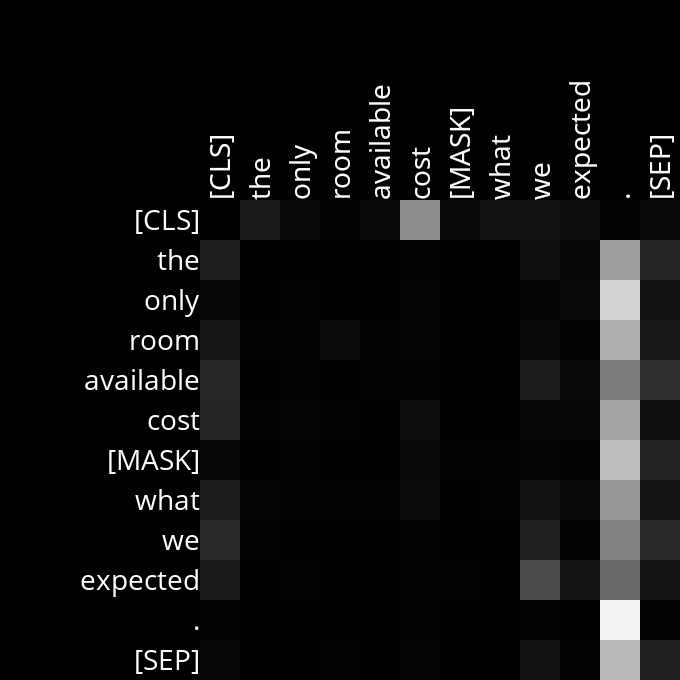 [CLS] the only room available cost [MASK] what we expected . [SEP]
[CLS]
the
only
room
available
cost
[MASK]
what
we
expected
.
[SEP]